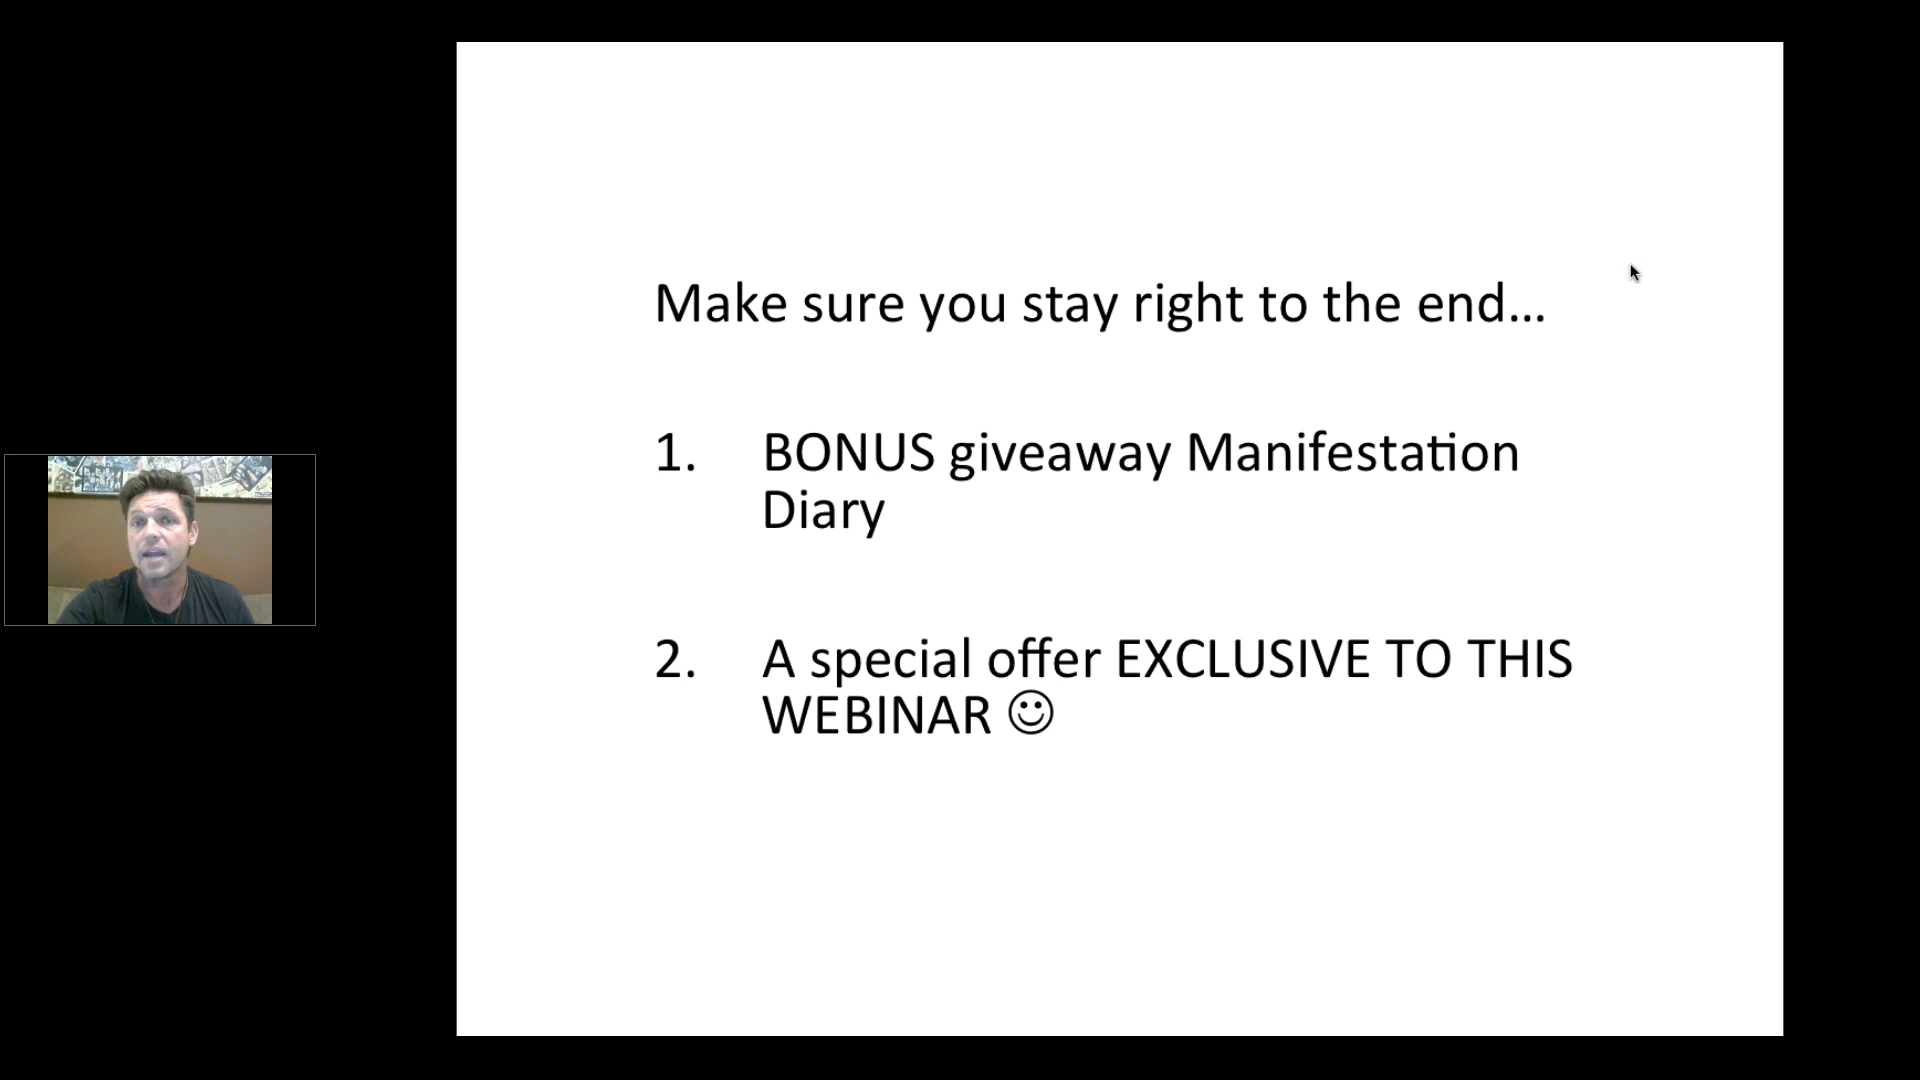 Make sure you stay right to the end...
1. BONUS giveaway Manifestation
Diary
2. A special offer EXCLUSIVE TO THIS
WEBINAR ☺